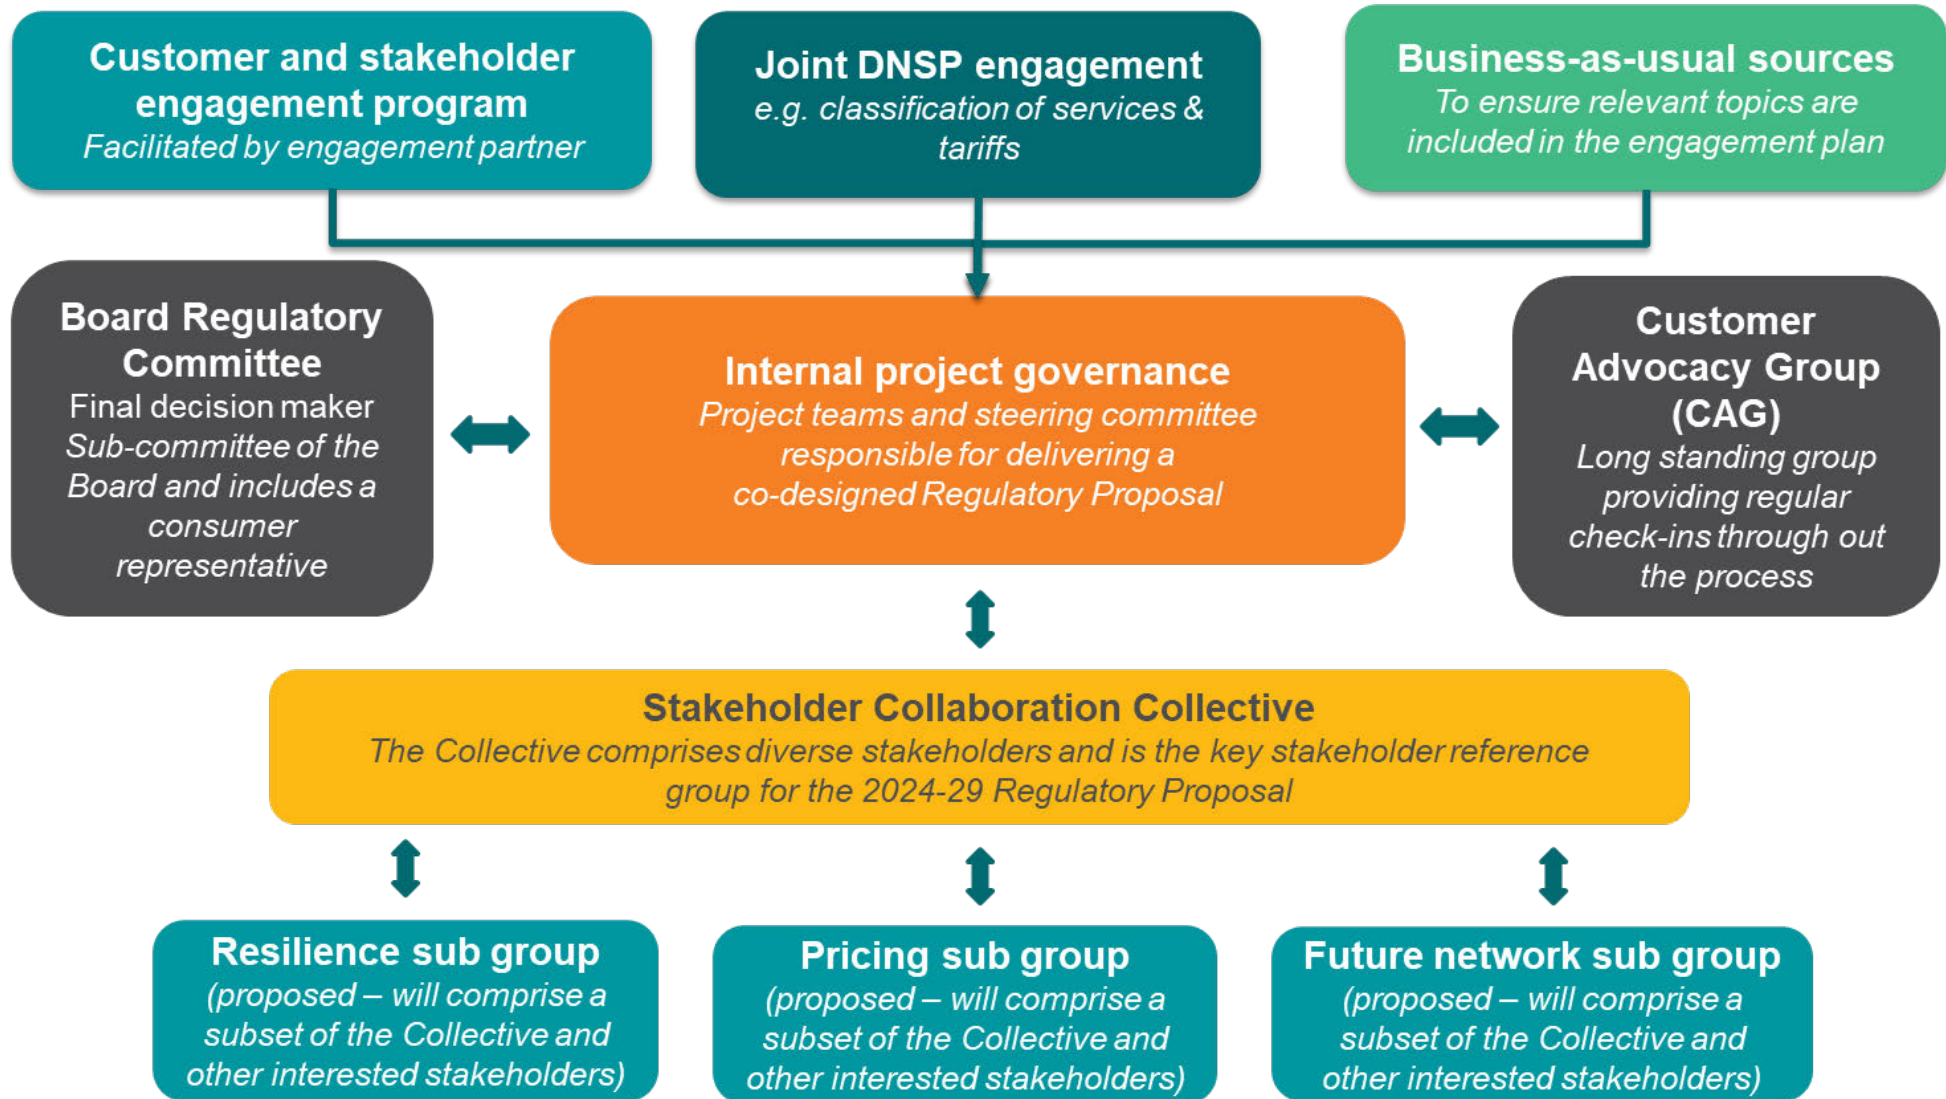 Customer and stakeholder
engagement program
Facilitated by engagement partner
Joint DNSP engagement
e.g. classification of services &
tariffs
Business-as-usual sources
To ensure relevant topics are
included in the engagement plan
Board Regulatory
Committee
Final decision maker
Sub-committee of the
Board and includes a
consumer
representative
Internal project governance
Project teams and steering committee
responsible for delivering a
co-designed Regulatory Proposal
Customer
Advocacy Group
(CAG)
Long standing group
providing regular
check-ins through out
the process
Stakeholder Collaboration Collective
The Collective comprises diverse stakeholders and is the key stakeholder reference
group for the 2024-29 Regulatory Proposal
Resilience sub group
(proposed – will comprise a
subset of the Collective and
other interested stakeholders)
Pricing sub group
(proposed – will comprise a
subset of the Collective and
other interested stakeholders)
Future network sub group
(proposed – will comprise a
subset of the Collective and
other interested stakeholders)